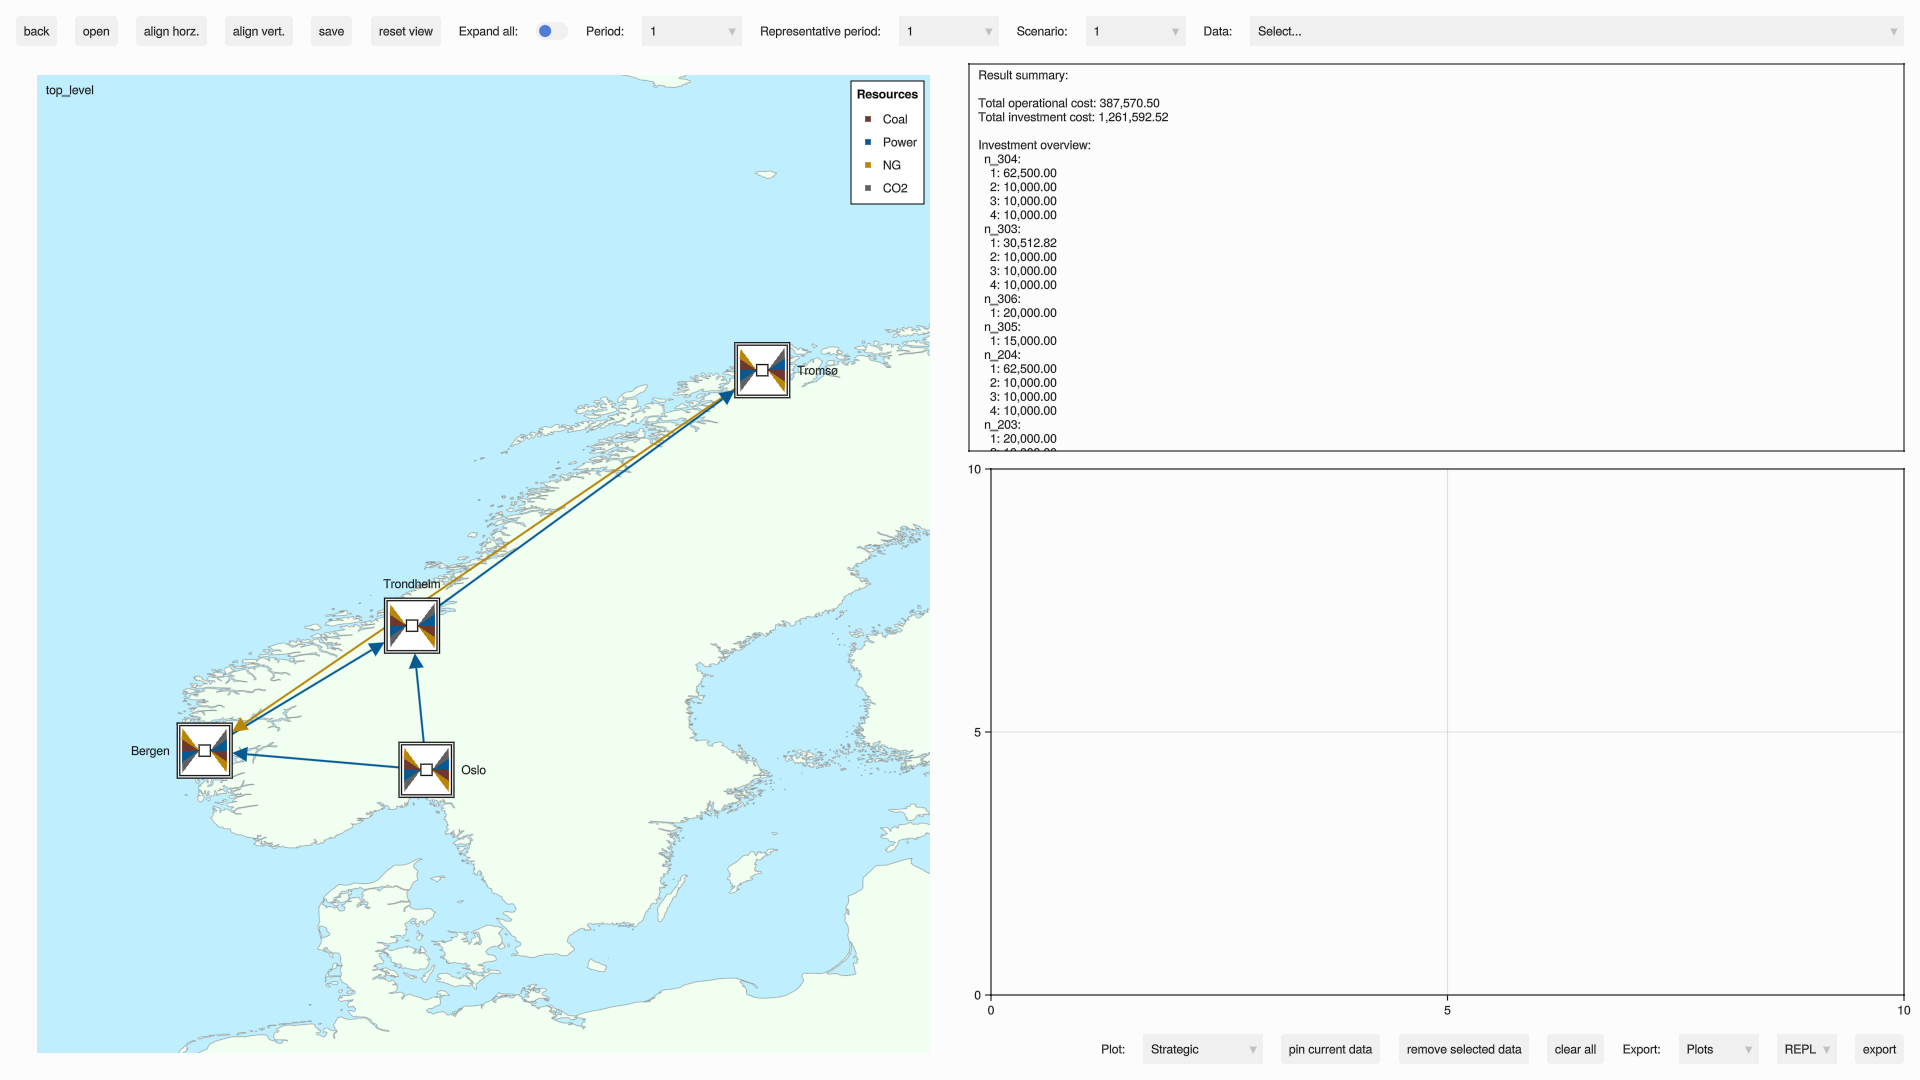 back open align horz. align vert. save reset view Expand all: Period: 1 Representative period: 1 Scenario: 1 Data: Select...
top_level
Resources
Coal
Power
NG
CO2
Tromsø
Trondheim
Bergen
Oslo
Result summary:
Total operational cost: 387,570.50
Total investment cost: 1,261,592.52
Investment overview:
n_304:
1: 62,500.00
2: 10,000.00
3: 10,000.00
4: 10,000.00
n_303:
1: 30,512.82
2: 10,000.00
3: 10,000.00
4: 10,000.00
n_306:
1: 20,000.00
n_305:
1: 15,000.00
n_204:
1: 62,500.00
2: 10,000.00
3: 10,000.00
4: 10,000.00
n_203:
1: 20,000.00
10
5
0
0 5 10
Plot: Strategic pin current data remove selected data clear all Export: Plots REPL export